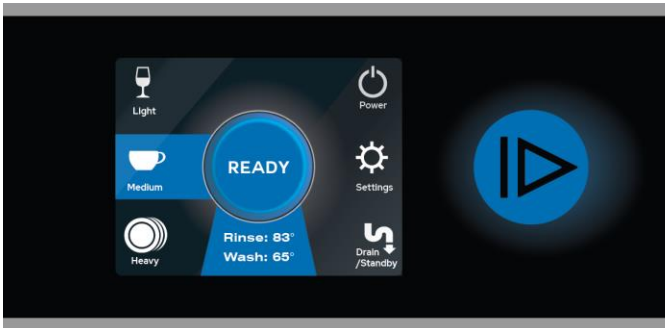 Light
Power
READY
Medium
Settings
Rinse: 83°
Wash: 65°
Heavy
Drain
/Standby